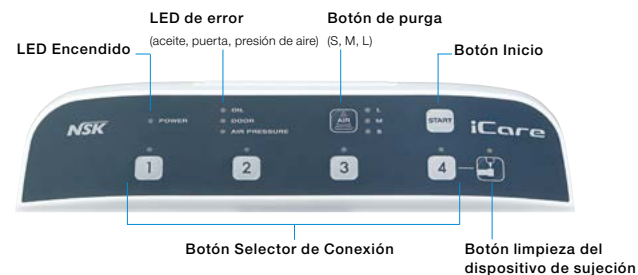 LED de error
(aceite, puerta, presión de aire)
Botón de purga
(S, M, L)
LED Encendido
Botón Inicio
NSK
POWER
OIL
DOOR
AIR PRESSURE
AIR
L
M
S
START
iCare
1
2
3
4
Botón Selector de Conexión
Botón limpieza del
dispositivo de sujeción